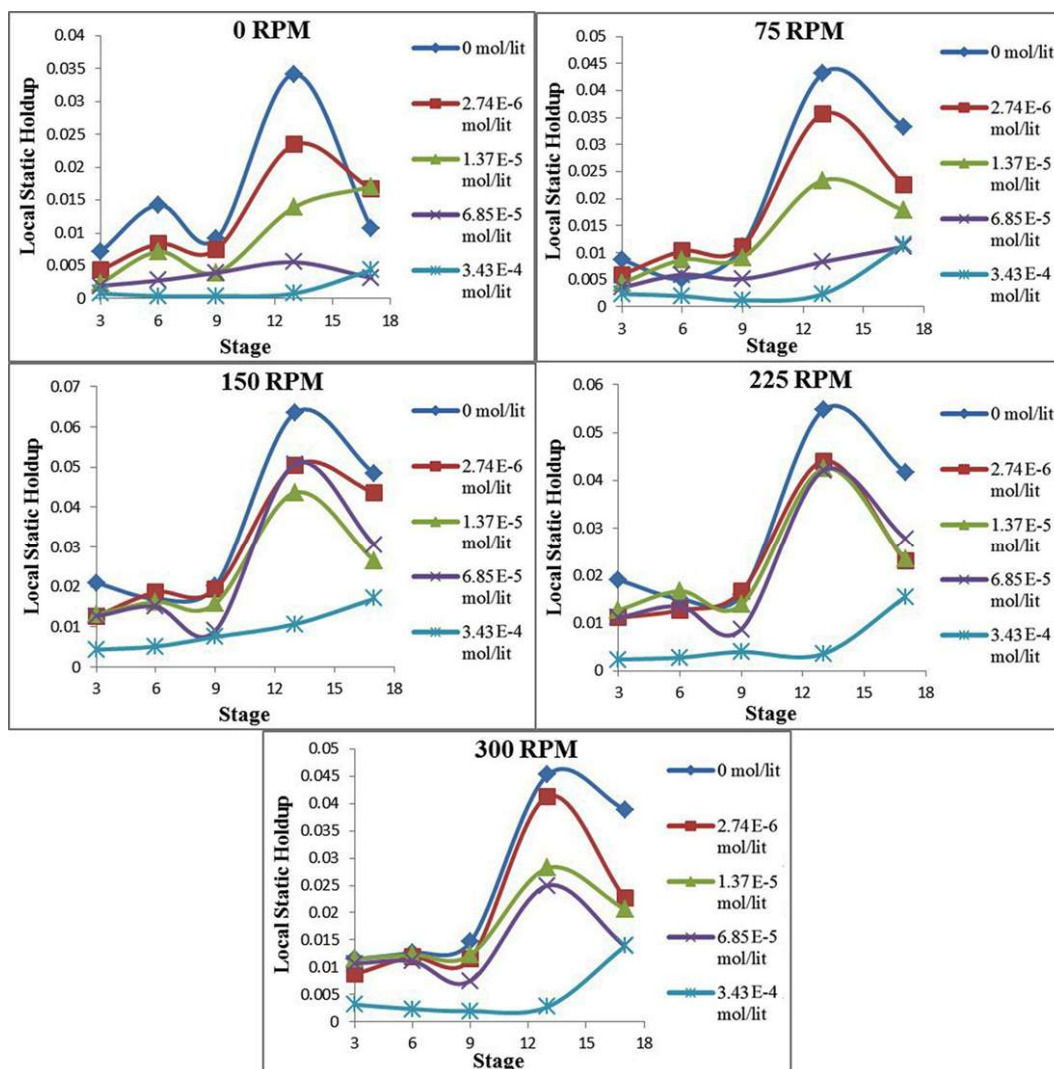 0 RPM
Local Static Holdup
0.04
0.035
0.03
0.025
0.02
0.015
0.01
0.005
0
3 6 9 12 15 18
Stage
0 mol/lit
2.74 E-6
mol/lit
1.37 E-5
mol/lit
6.85 E-5
mol/lit
3.43 E-4
mol/lit
75 RPM
Local Static Holdup
0.05
0.045
0.04
0.035
0.03
0.025
0.02
0.015
0.01
0.005
0
3 6 9 12 15 18
Stage
0 mol/lit
2.74 E-6
mol/lit
1.37 E-5
mol/lit
6.85 E-5
mol/lit
3.43 E-4
mol/lit
150 RPM
Local Static Holdup
0.07
0.06
0.05
0.04
0.03
0.02
0.01
0
3 6 9 12 15 18
Stage
0 mol/lit
2.74 E-6
mol/lit
1.37 E-5
mol/lit
6.85 E-5
mol/lit
3.43 E-4
mol/lit
225 RPM
Local Static Holdup
0.06
0.05
0.04
0.03
0.02
0.01
0
3 6 9 12 15 18
Stage
0 mol/lit
2.74 E-6
mol/lit
1.37 E-5
mol/lit
6.85 E-5
mol/lit
3.43 E-4
mol/lit
300 RPM
Local Static Holdup
0.05
0.045
0.04
0.035
0.03
0.025
0.02
0.015
0.01
0.005
0
3 6 9 12 15 18
Stage
0 mol/lit
2.74 E-6
mol/lit
1.37 E-5
mol/lit
6.85 E-5
mol/lit
3.43 E-4
mol/lit